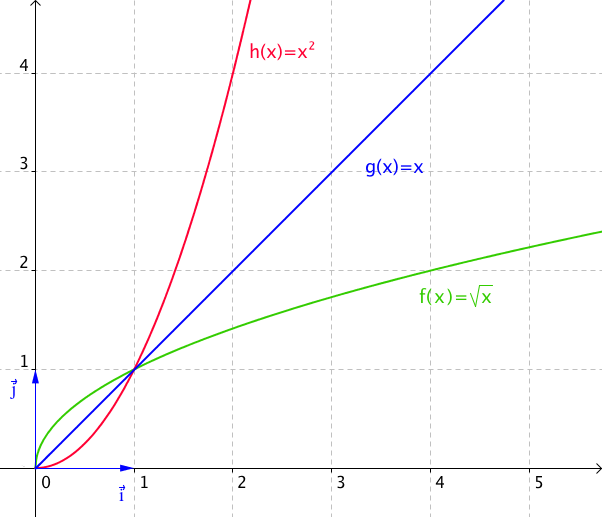 h(x)=x²
4
g(x)=x
3
2
f(x)=√x
1
j⃗
0 1 2 3 4 5
i⃗